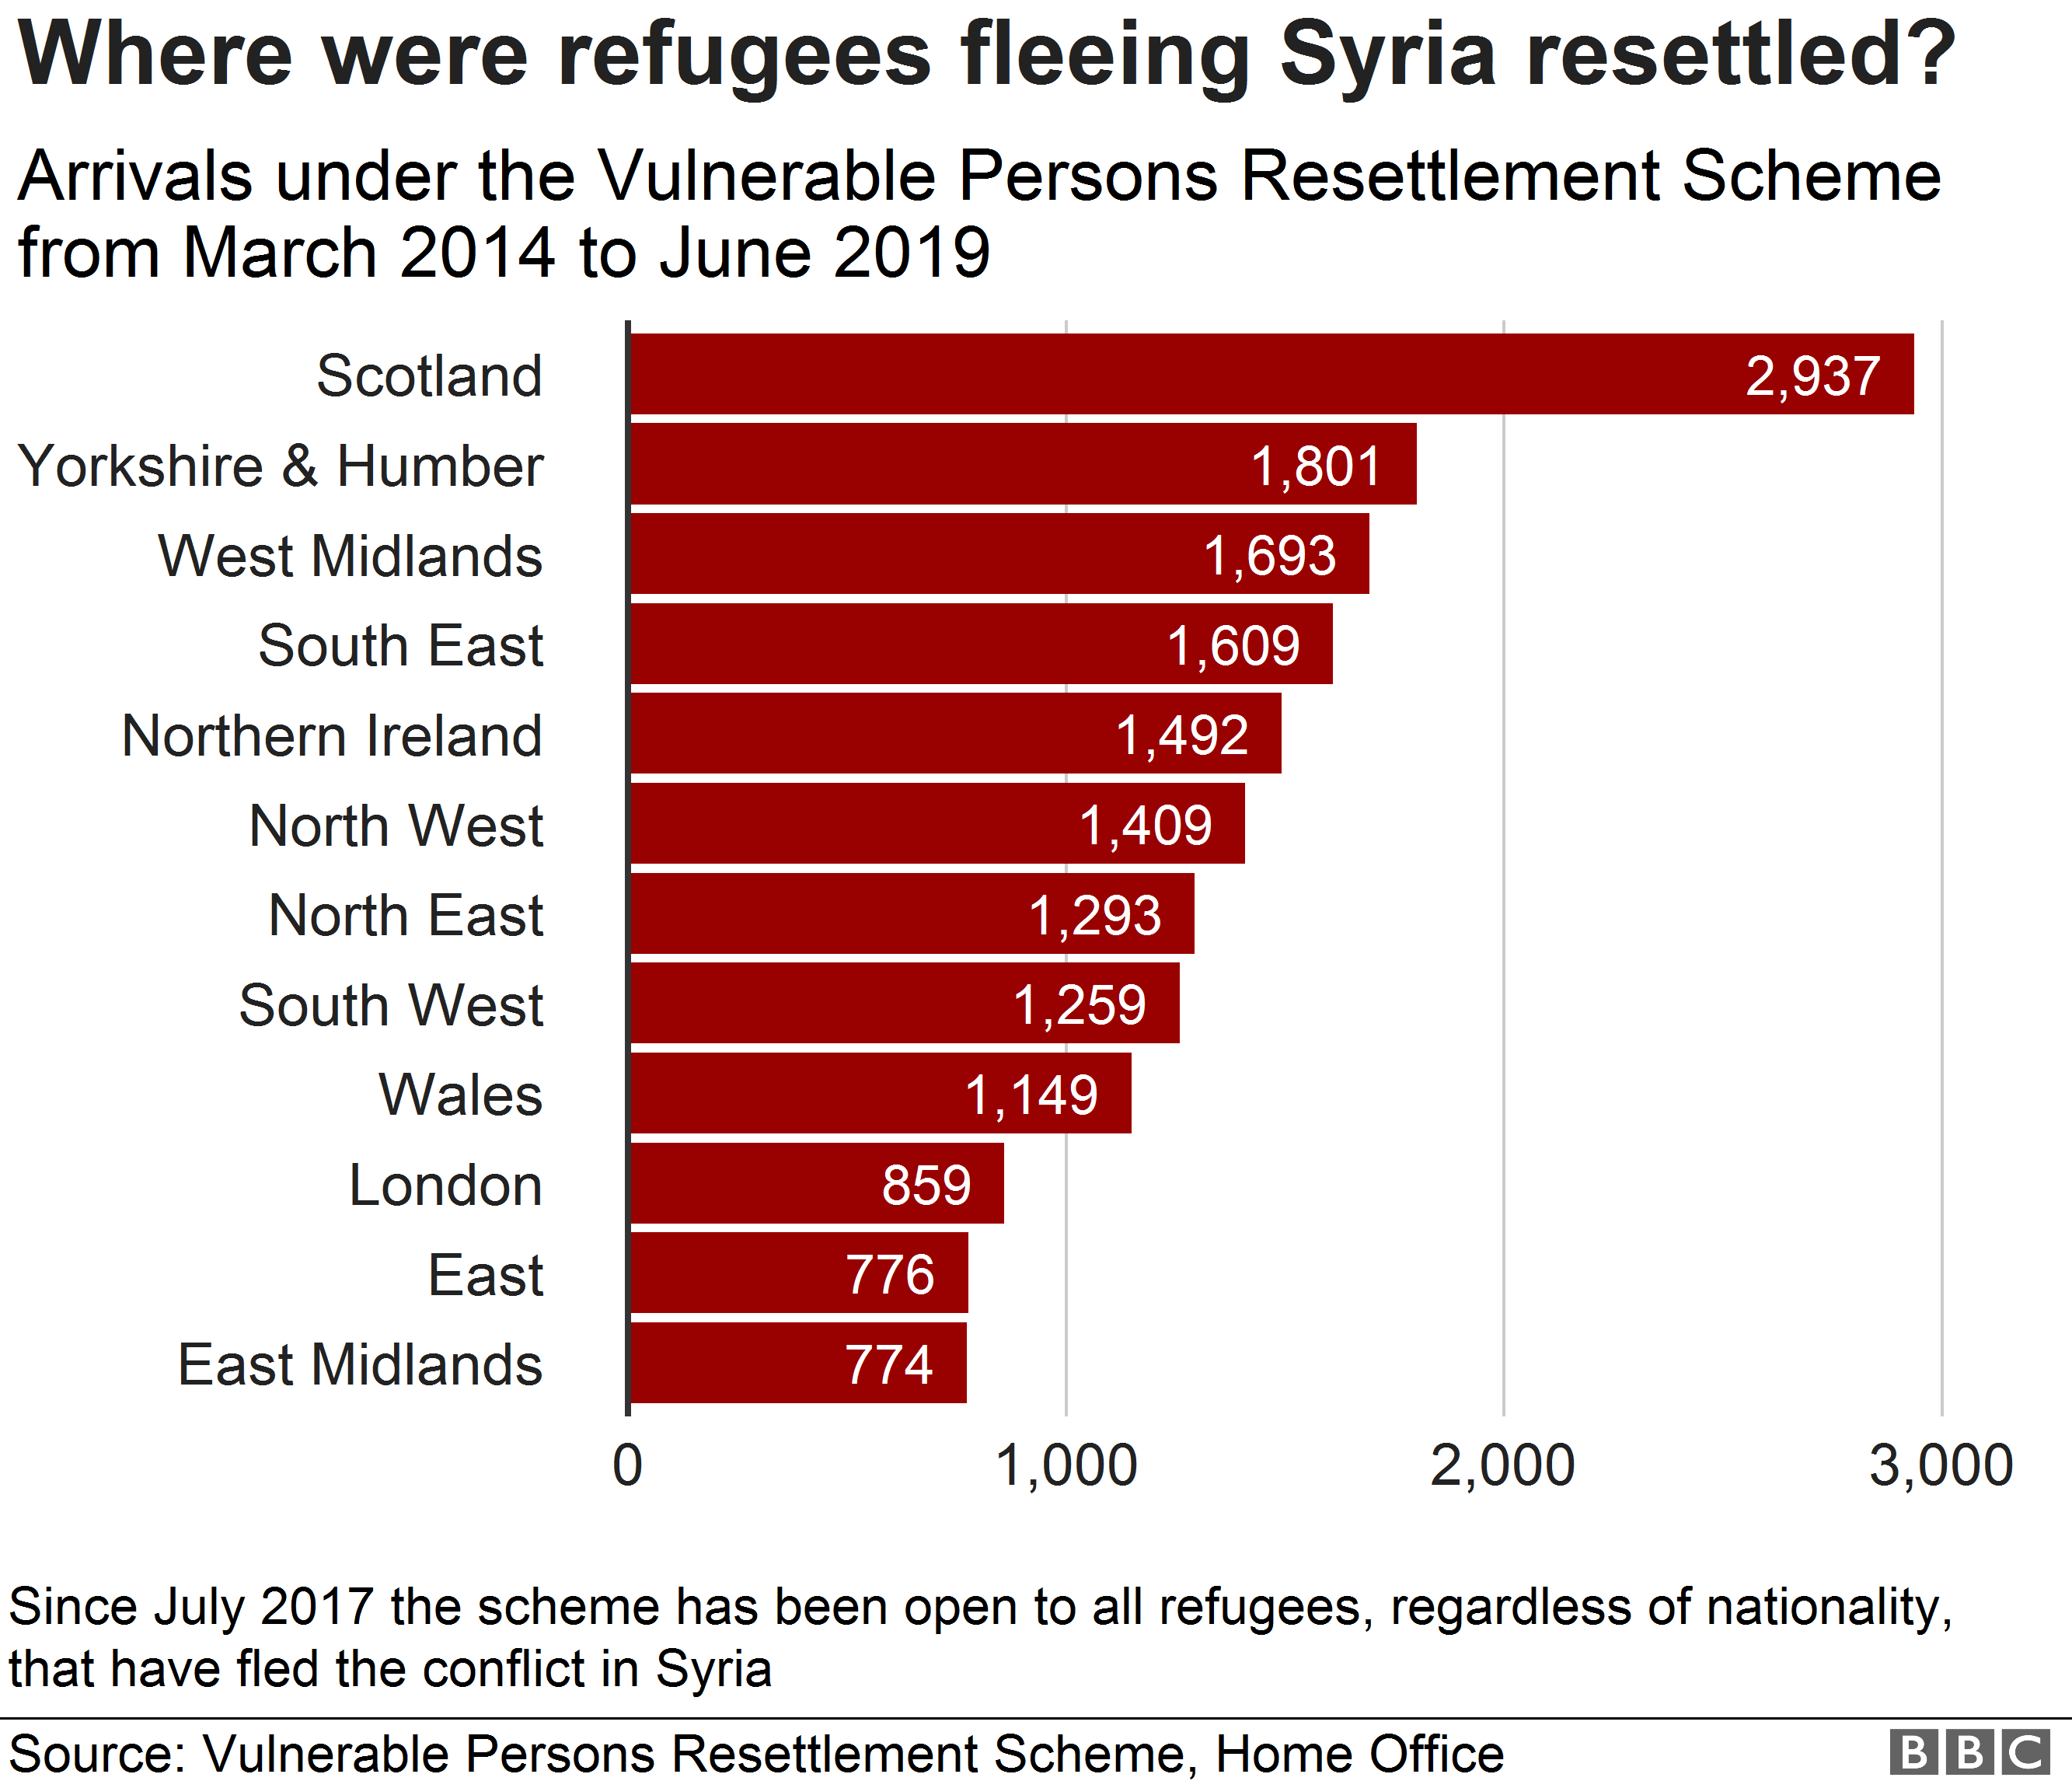 Where were refugees fleeing Syria resettled?
Arrivals under the Vulnerable Persons Resettlement Scheme
from March 2014 to June 2019
Scotland 2,937
Yorkshire & Humber 1,801
West Midlands 1,693
South East 1,609
Northern Ireland 1,492
North West 1,409
North East 1,293
South West 1,259
Wales 1,149
London 859
East 776
East Midlands 774
0 1,000 2,000 3,000
Since July 2017 the scheme has been open to all refugees, regardless of nationality,
that have fled the conflict in Syria
Source: Vulnerable Persons Resettlement Scheme, Home Office BBC